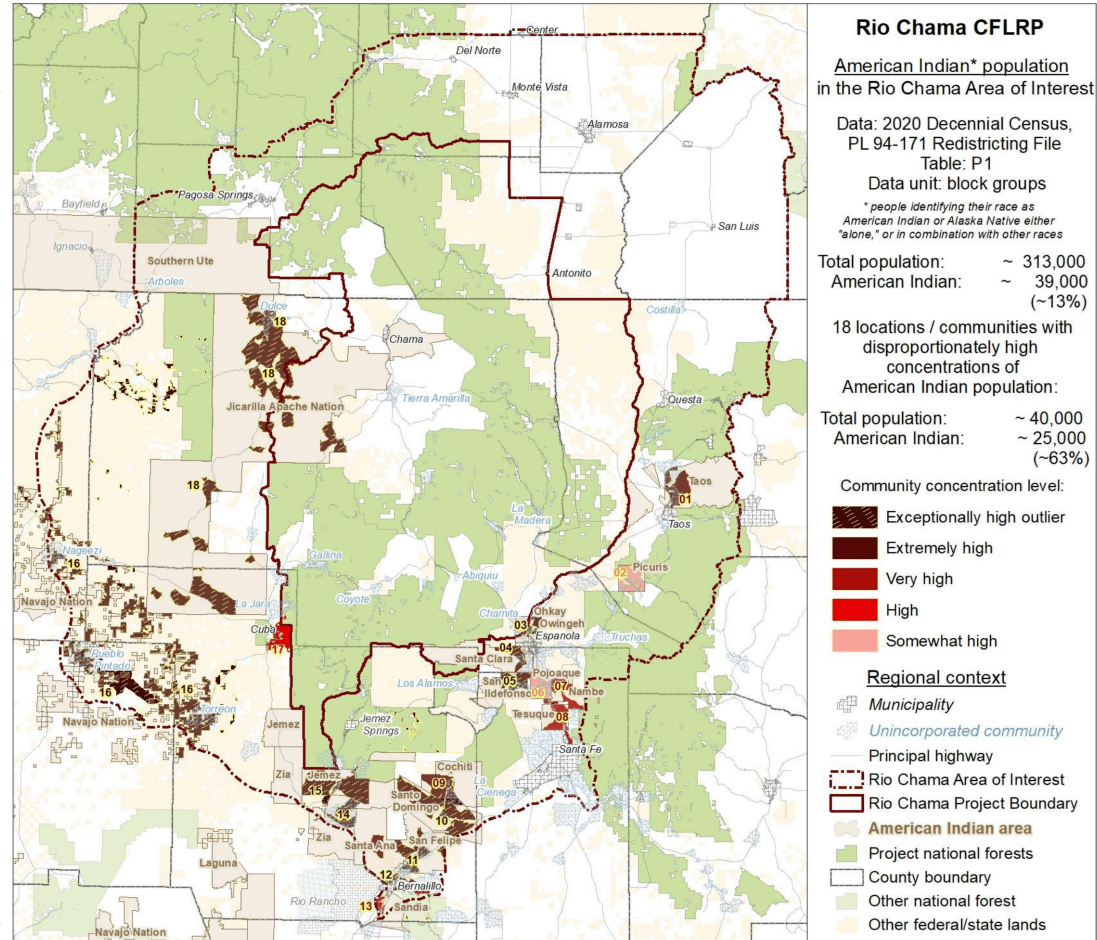 Center
Del Norte
Monte Vista
Alamosa
Pagosa Springs
Bayfield
San Luis
Ignacio
Southern Ute
Arboles
Antonito
Dulce
18
Costilla
Chama
18
Tierra Amarilla
Questa
Jicarilla Apache Nation
18
Taos
01
La
Madera
Taos
Nageezi
16
Gallina
02
Picuris
Abiquiu
Navajo Nation
La Jara
Coyote
Chamita
Ohkay
Owingeh
03
Cuba
17
Espanola
Truchas
04
Pueblo
Pintado
Santa Clara
Pojoaque
16
16
Los Alamos
San
Ildefonso
05
06
07
Nambe
Torreon
Navajo Nation
Jemez
Jemez
Springs
Tesuque
08
Santa Fe
Cochiti
Zia
Jemez
09
La
Cienega
15
Santo
Domingo
14
10
Zia
Santa Ana
San Felipe
11
Laguna
12
Bernalillo
Rio Rancho
13
Sandia
Navajo Nation
Rio Chama CFLRP
American Indian* population
in the Rio Chama Area of Interest
Data: 2020 Decennial Census,
PL 94-171 Redistricting File
Table: P1
Data unit: block groups
* people identifying their race as
American Indian or Alaska Native either
"alone," or in combination with other races
Total population: ~ 313,000
American Indian: ~ 39,000
(~13%)
18 locations / communities with
disproportionately high
concentrations of
American Indian population:
Total population: ~ 40,000
American Indian: ~ 25,000
(~63%)
Community concentration level:
Exceptionally high outlier
Extremely high
Very high
High
Somewhat high
Regional context
Municipality
Unincorporated community
Principal highway
Rio Chama Area of Interest
Rio Chama Project Boundary
American Indian area
Project national forests
County boundary
Other national forest
Other federal/state lands